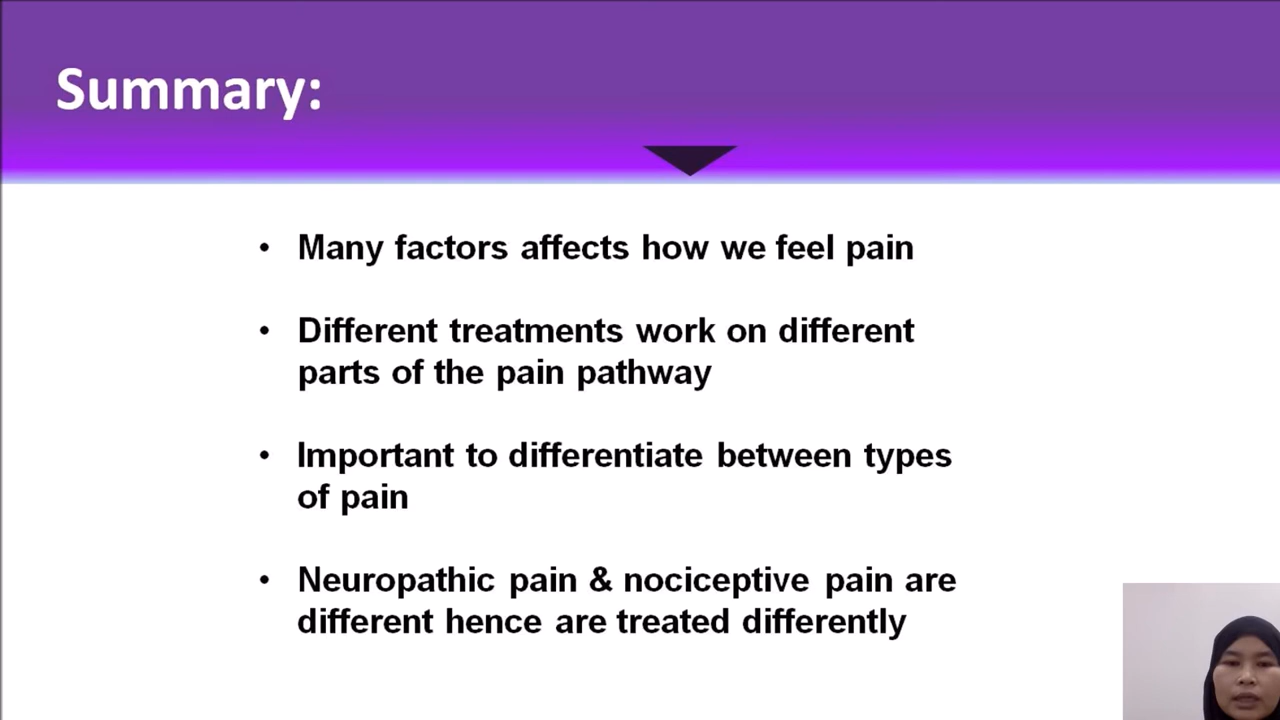 Summary:
• Many factors affects how we feel pain
• Different treatments work on different
parts of the pain pathway
• Important to differentiate between types
of pain
• Neuropathic pain & nociceptive pain are
different hence are treated differently